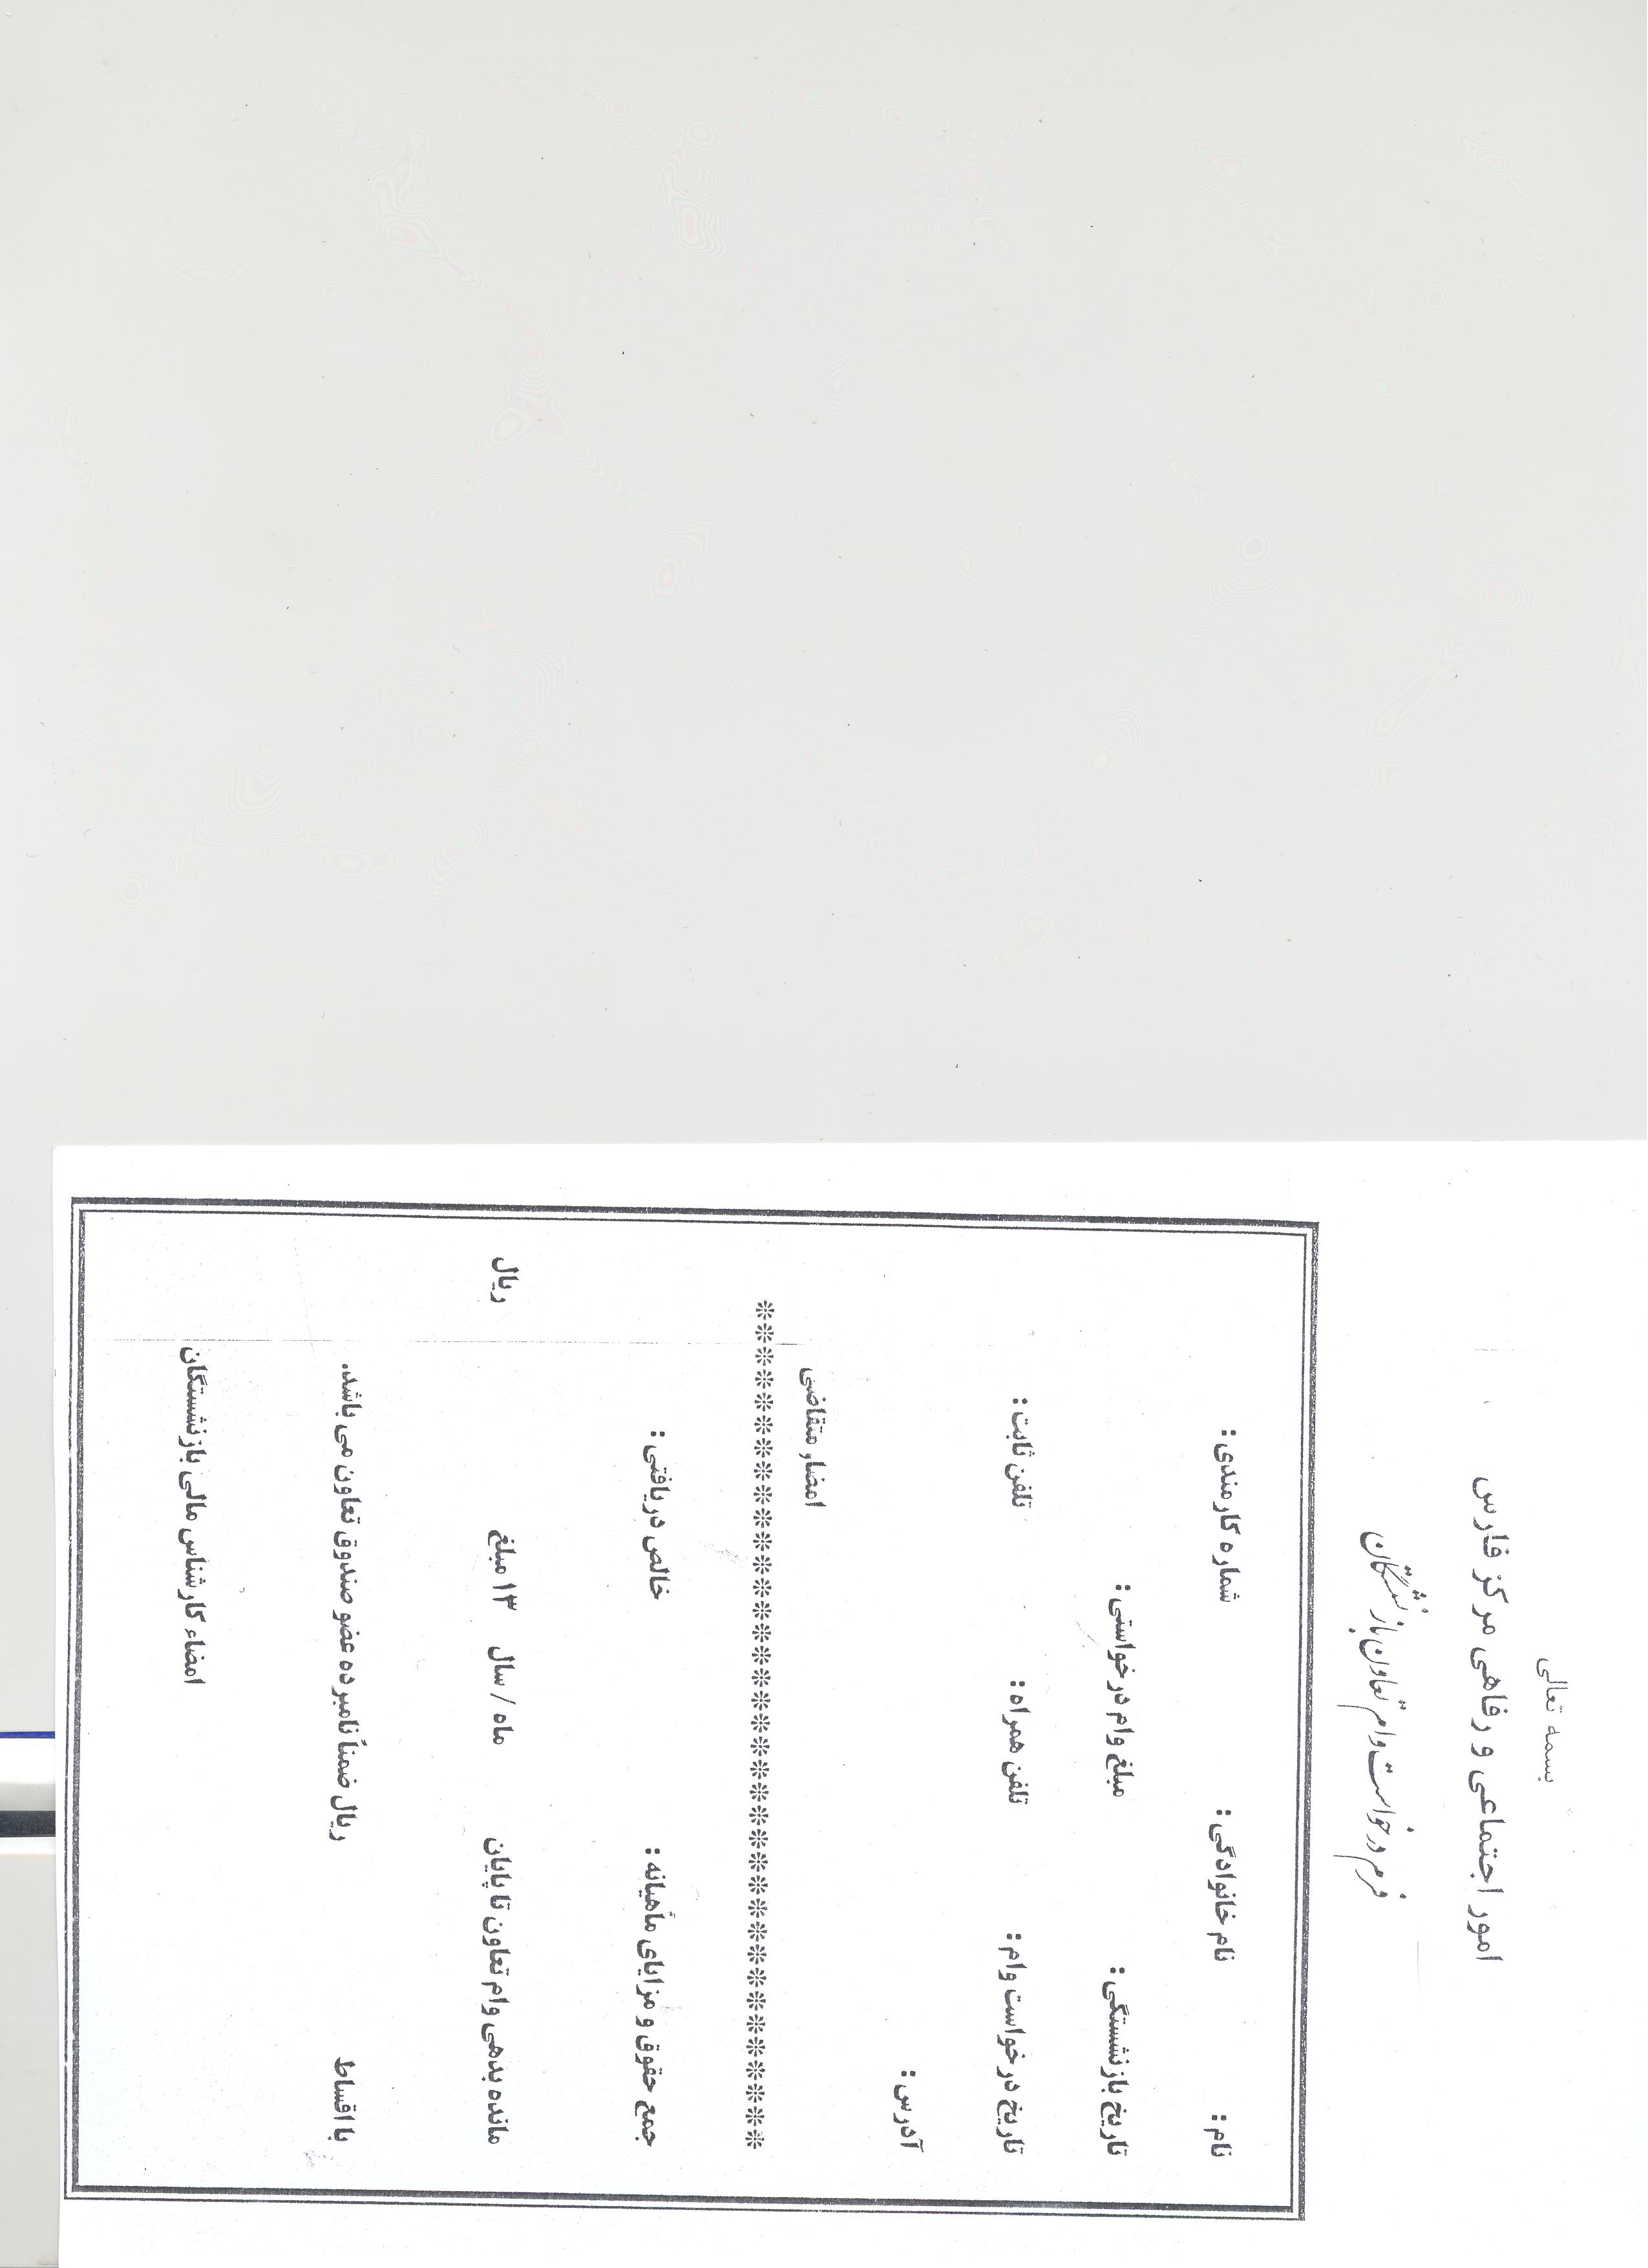 بسمه تعالی
امور اجتماعی و رفاهی مرکز فارس
فرم درخواست وام تعاون بازنشستگان
نام: نام خانوادگی: شماره کارمندی:
تاریخ بازنشستگی: مبلغ وام درخواستی:
تاریخ درخواست وام: تلفن همراه: تلفن ثابت:
آدرس:
امضاء متقاضی
**************************************
جمع حقوق و مزایای ماهیانه: خالص دریافتی:
مانده بدهی وام تعاون تا پایان ماه / سال ۱۳ مبلغ ریال
با اقساط ریال ضمناً نامبرده عضو صندوق تعاون می باشد.
امضاء کارشناس مالی بازنشستگان